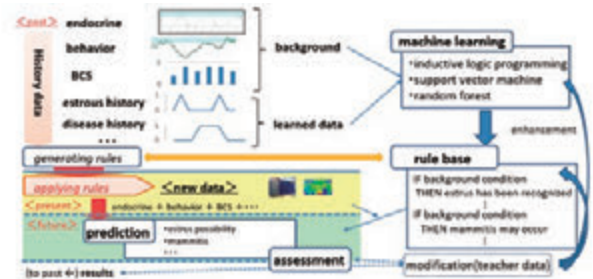 <past>
endocrine
behavior
BCS
estrous history
disease history
...
History data
background
learned data
machine learning
•inductive logic programming
•support vector machine
•random forest
enhancement
generating rules
rule base
applying rules
<new data>
IF background condition
THEN estrus has been recognized
IF background condition
THEN mammitis may occur
<present>
endocrine + behavior + BCS +...
<future>
prediction
•estrus possibility
•mammitis
...
assessment
modification(teacher data)
(to past ←) results